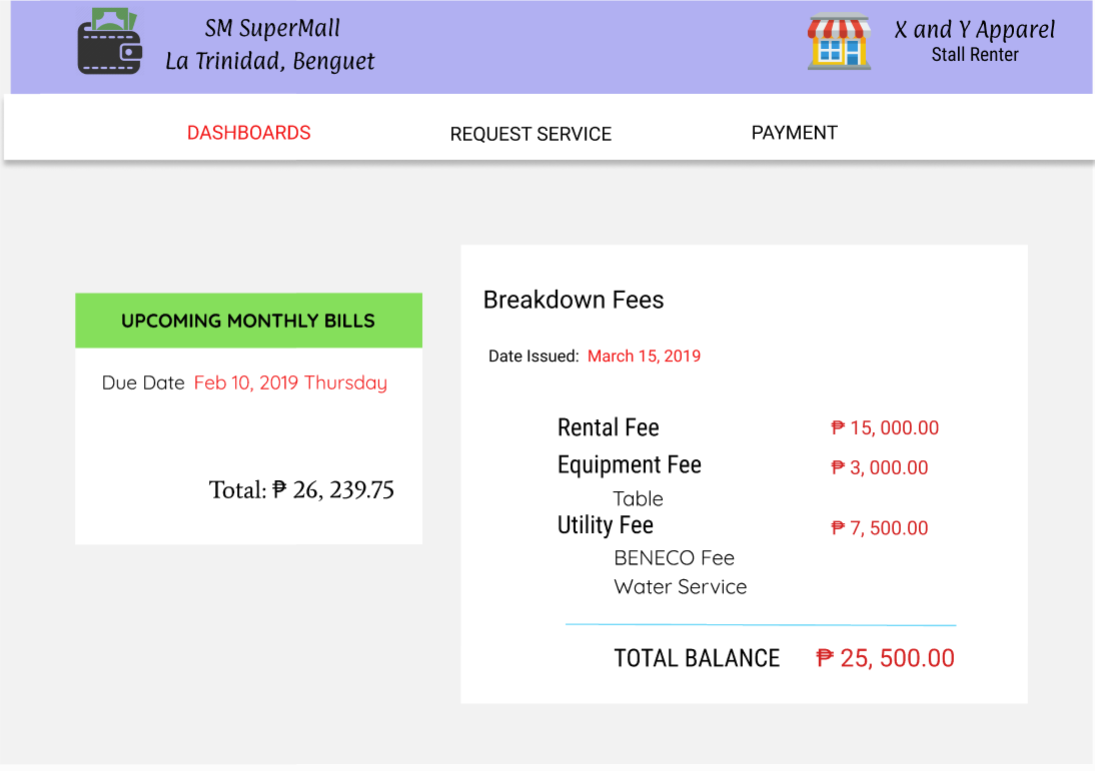 SM SuperMall
La Trinidad, Benguet
X and Y Apparel
Stall Renter
DASHBOARDS
REQUEST SERVICE
PAYMENT
UPCOMING MONTHLY BILLS
Due Date Feb 10, 2019 Thursday
Total: ₱ 26, 239.75
Breakdown Fees
Date Issued: March 15, 2019
Rental Fee ₱ 15, 000.00
Equipment Fee ₱ 3, 000.00
Table
Utility Fee ₱ 7, 500.00
BENECO Fee
Water Service
TOTAL BALANCE ₱ 25, 500.00